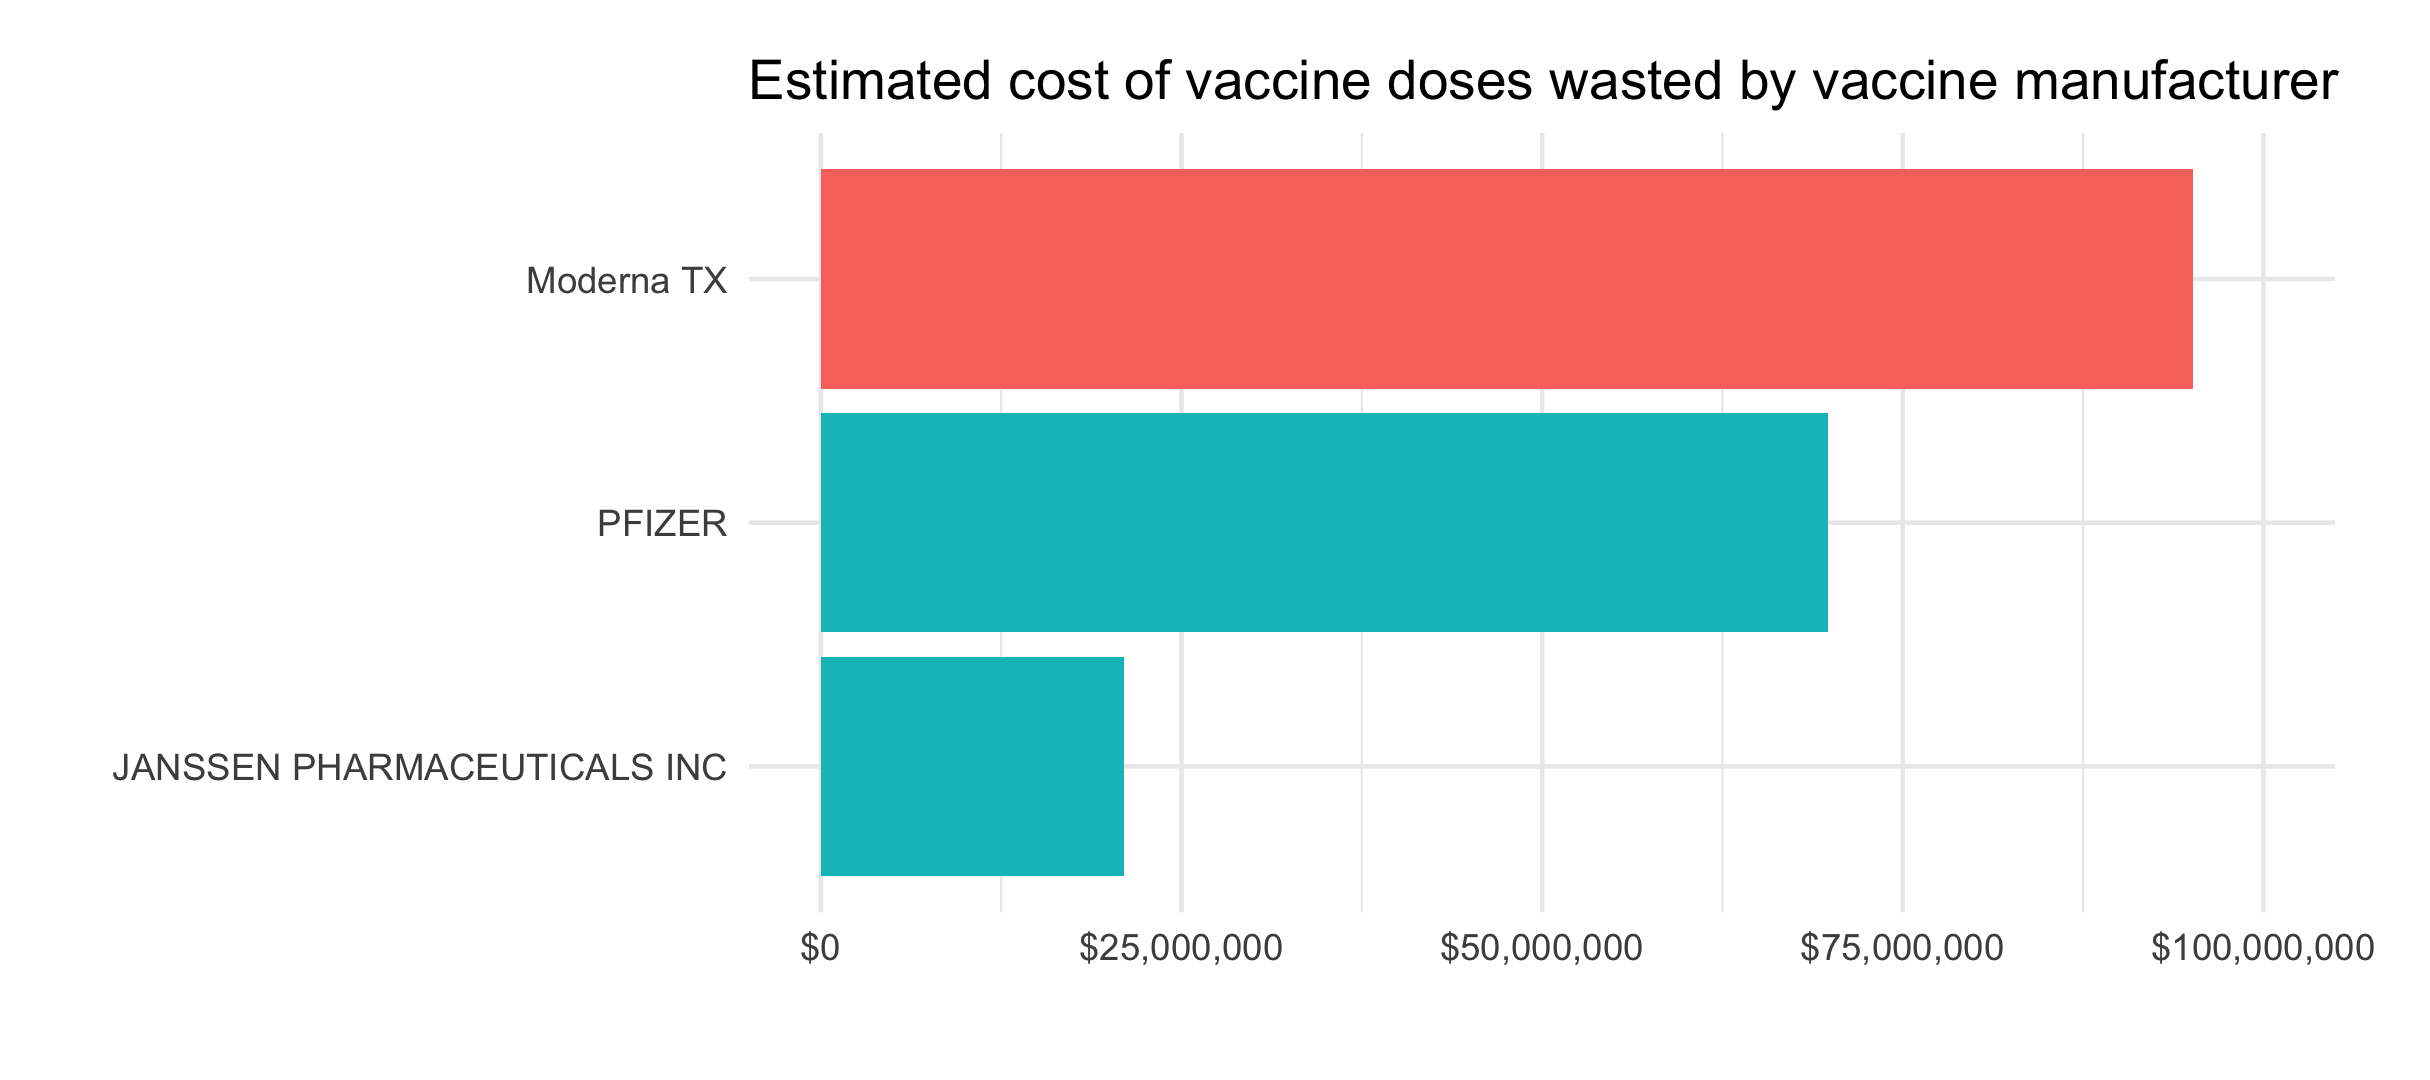 Estimated cost of vaccine doses wasted by vaccine manufacturer
Moderna TX
PFIZER
JANSSEN PHARMACEUTICALS INC
$0 $25,000,000 $50,000,000 $75,000,000 $100,000,000